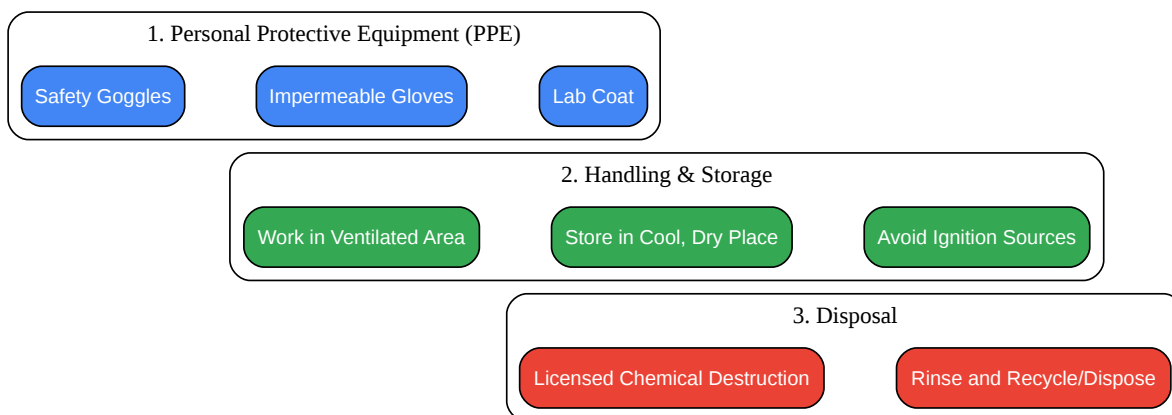 1. Personal Protective Equipment (PPE)
Safety Goggles
Impermeable Gloves
Lab Coat
2. Handling & Storage
Work in Ventilated Area
Store in Cool, Dry Place
Avoid Ignition Sources
3. Disposal
Licensed Chemical Destruction
Rinse and Recycle/Dispose